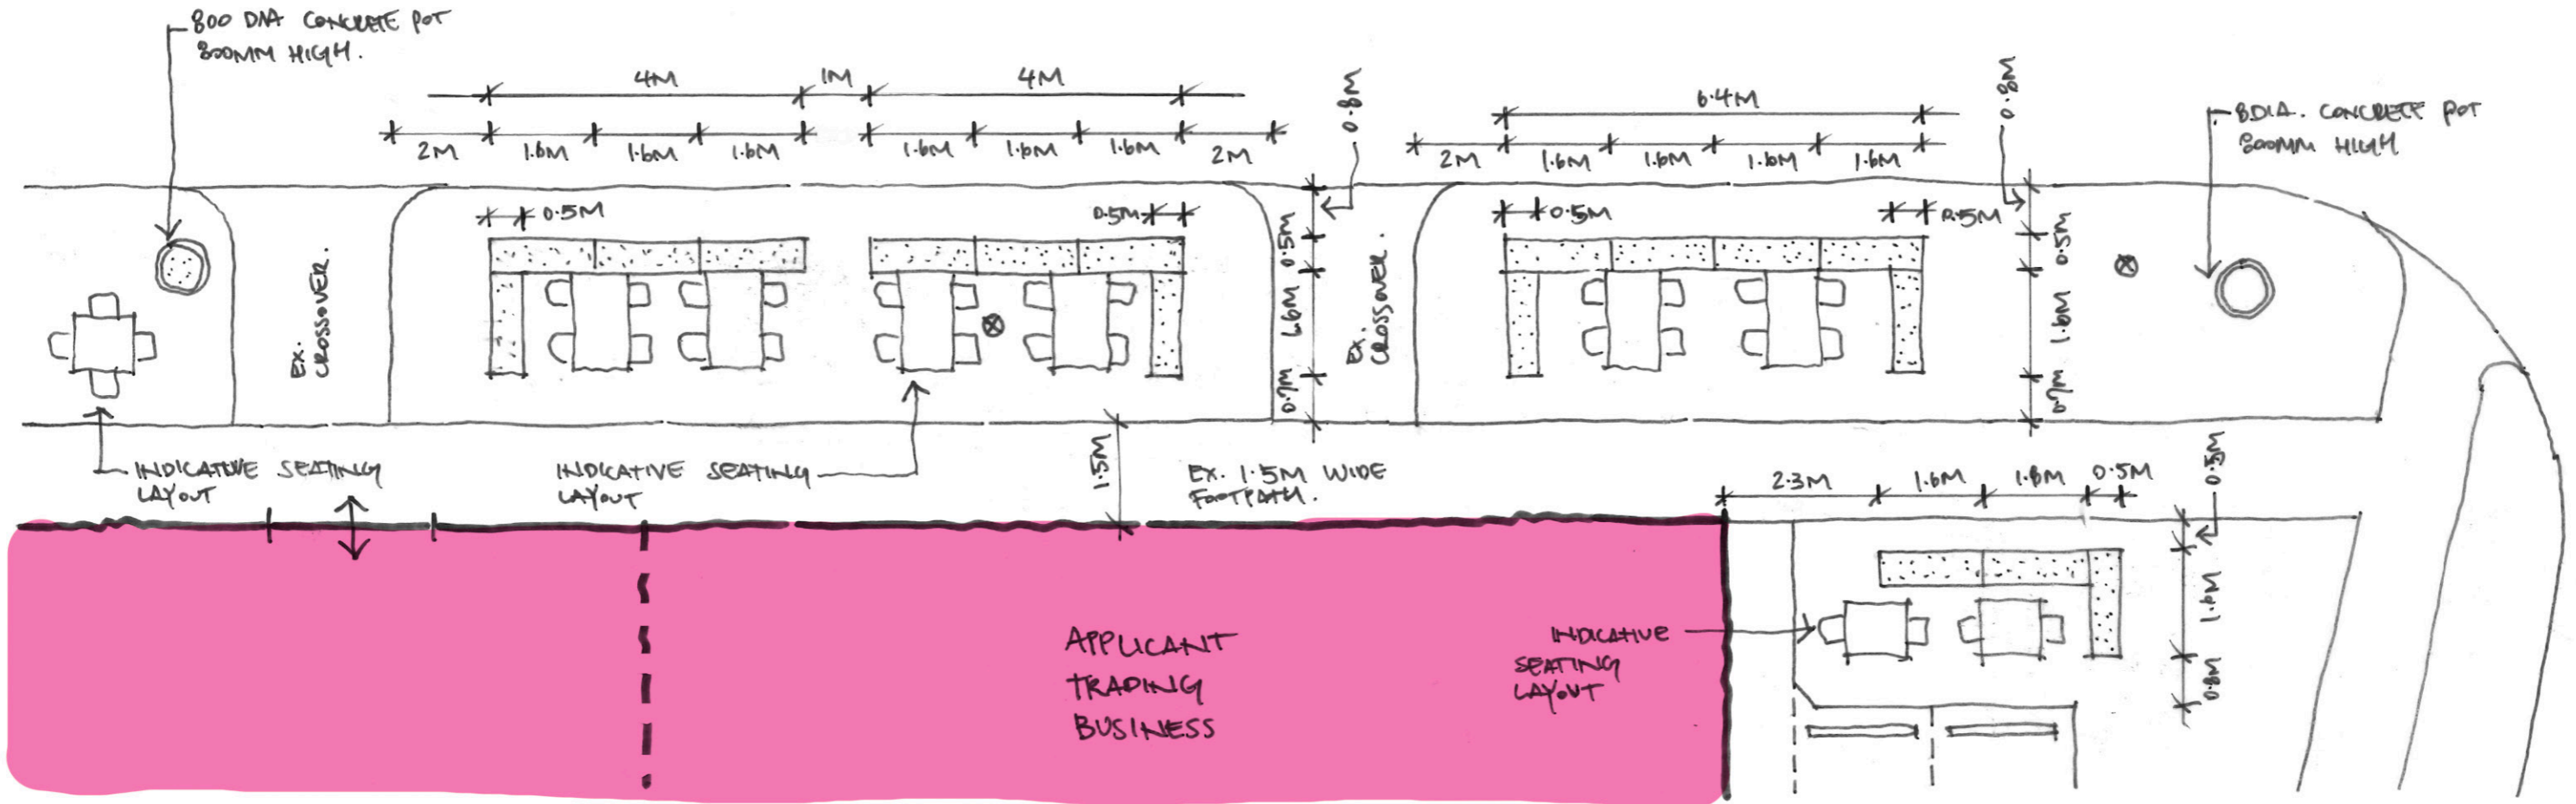 800 DIA CONCRETE POT
800MM HIGH.
4M
1M
4M
2M
1.6M
1.6M
1.6M
1.6M
1.6M
1.6M
2M
0.8M
6.4M
2M
1.6M
1.6M
1.6M
1.6M
0.8M
8DIA. CONCRETE POT
800MM HIGH
0.5M
0.5M
0.5M
0.5M
0.5M
1.6M
0.7M
0.5M
1.6M
0.7M
EX.
CROSSOVER.
EX.
CROSSOVER.
INDICATIVE SEATING
LAYOUT
INDICATIVE SEATING
LAYOUT
1.5M
EX. 1.5M WIDE
FOOTPATH.
2.3M
1.6M
1.6M
0.5M
0.5M
1.6M
0.8M
APPLICANT
TRADING
BUSINESS
INDICATIVE
SEATING
LAYOUT